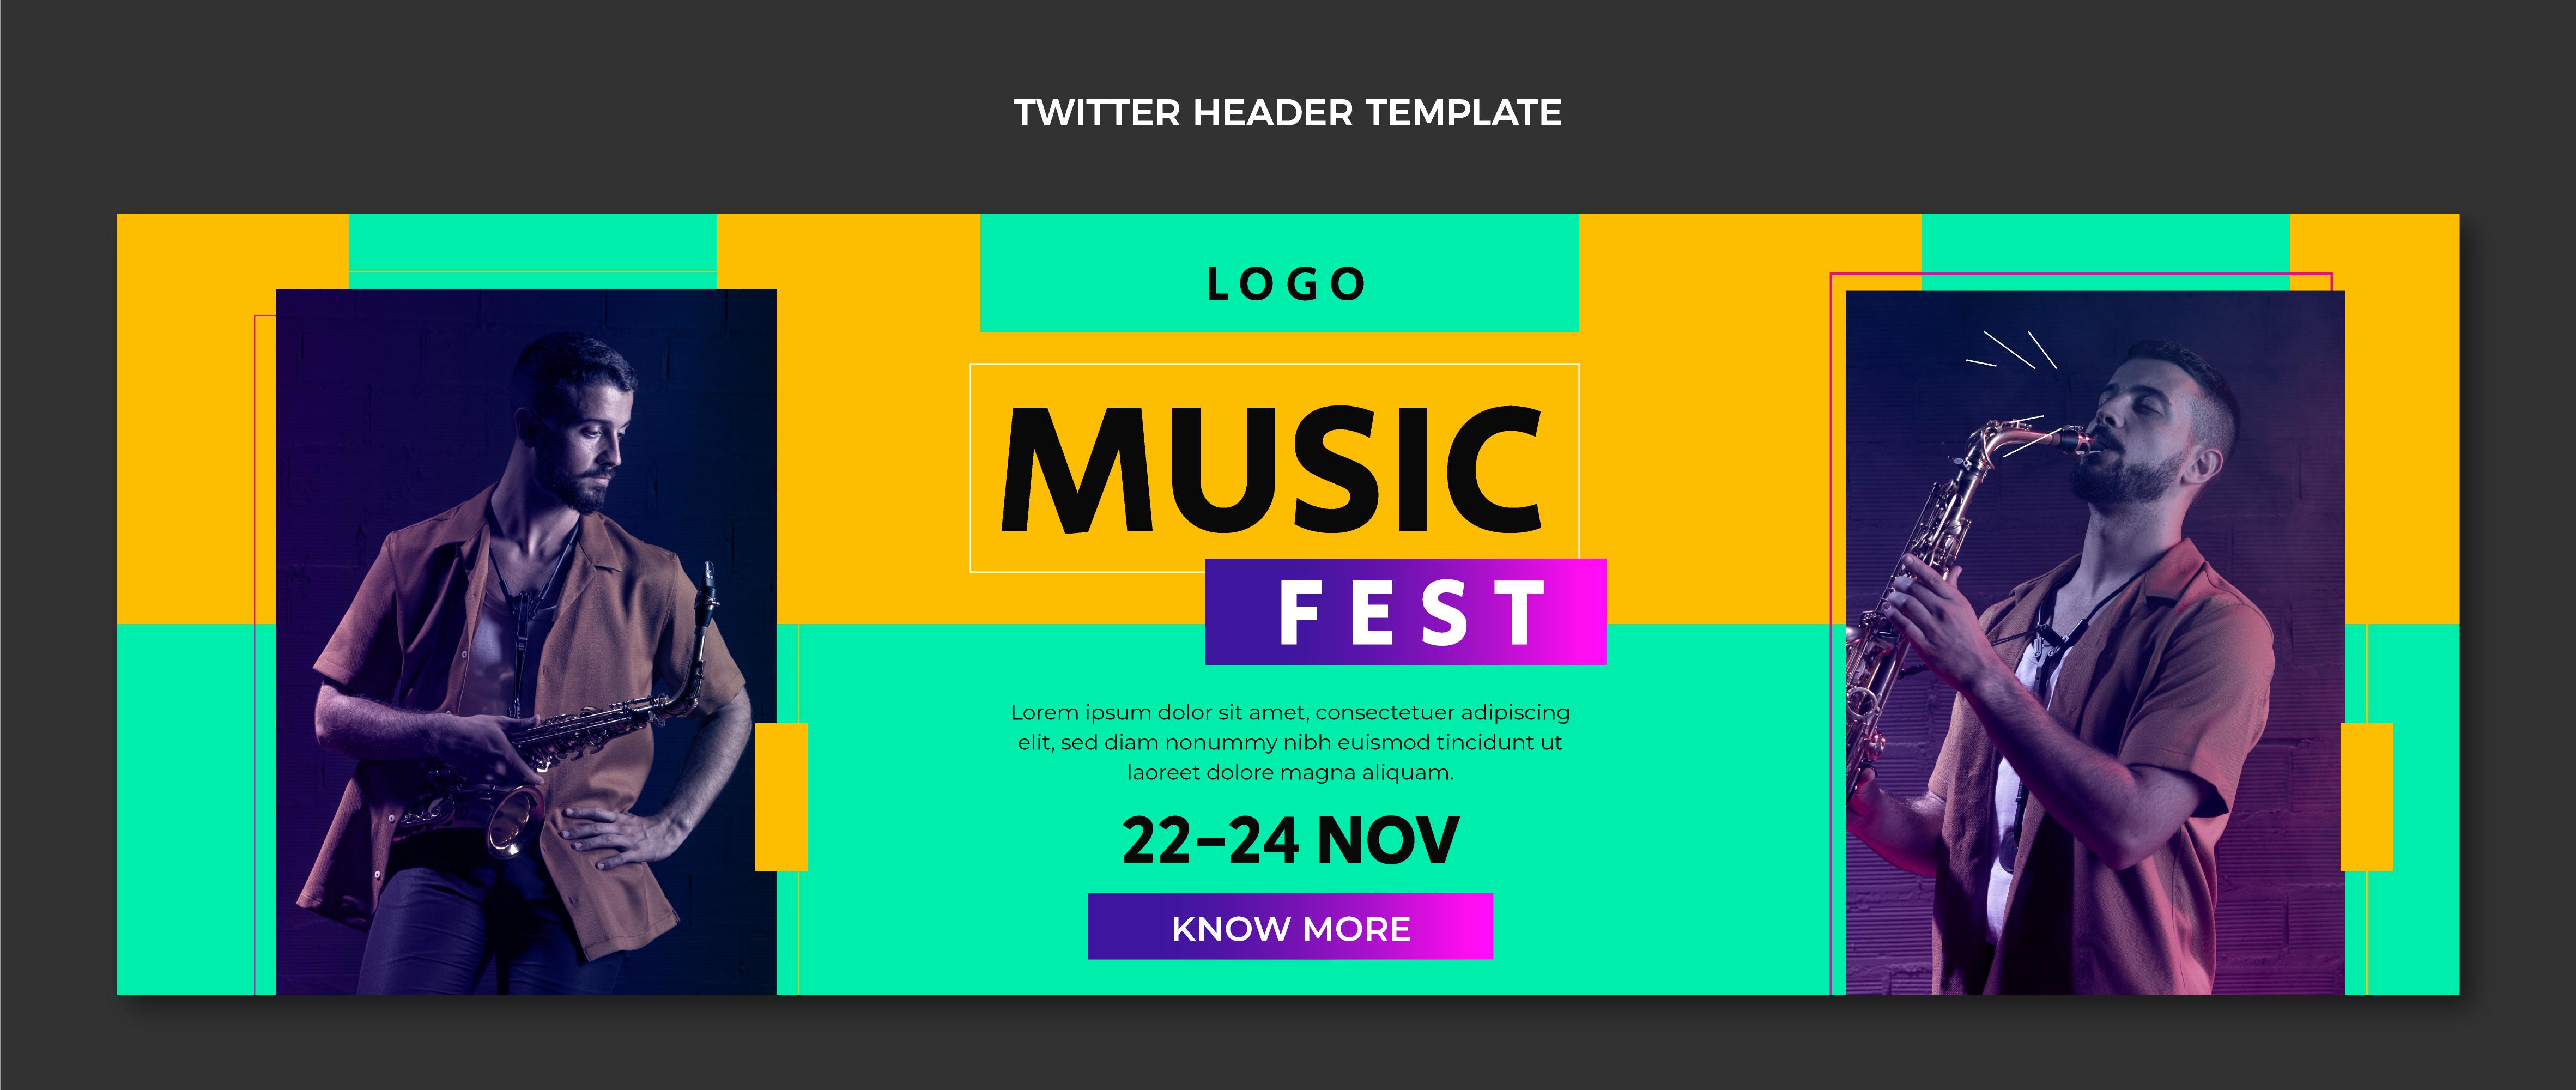 TWITTER HEADER TEMPLATE
LOGO
MUSIC
FEST
Lorem ipsum dolor sit amet, consectetuer adipiscing
elit, sed diam nonummy nibh euismod tincidunt ut
laoreet dolore magna aliquam.
22–24 NOV
KNOW MORE